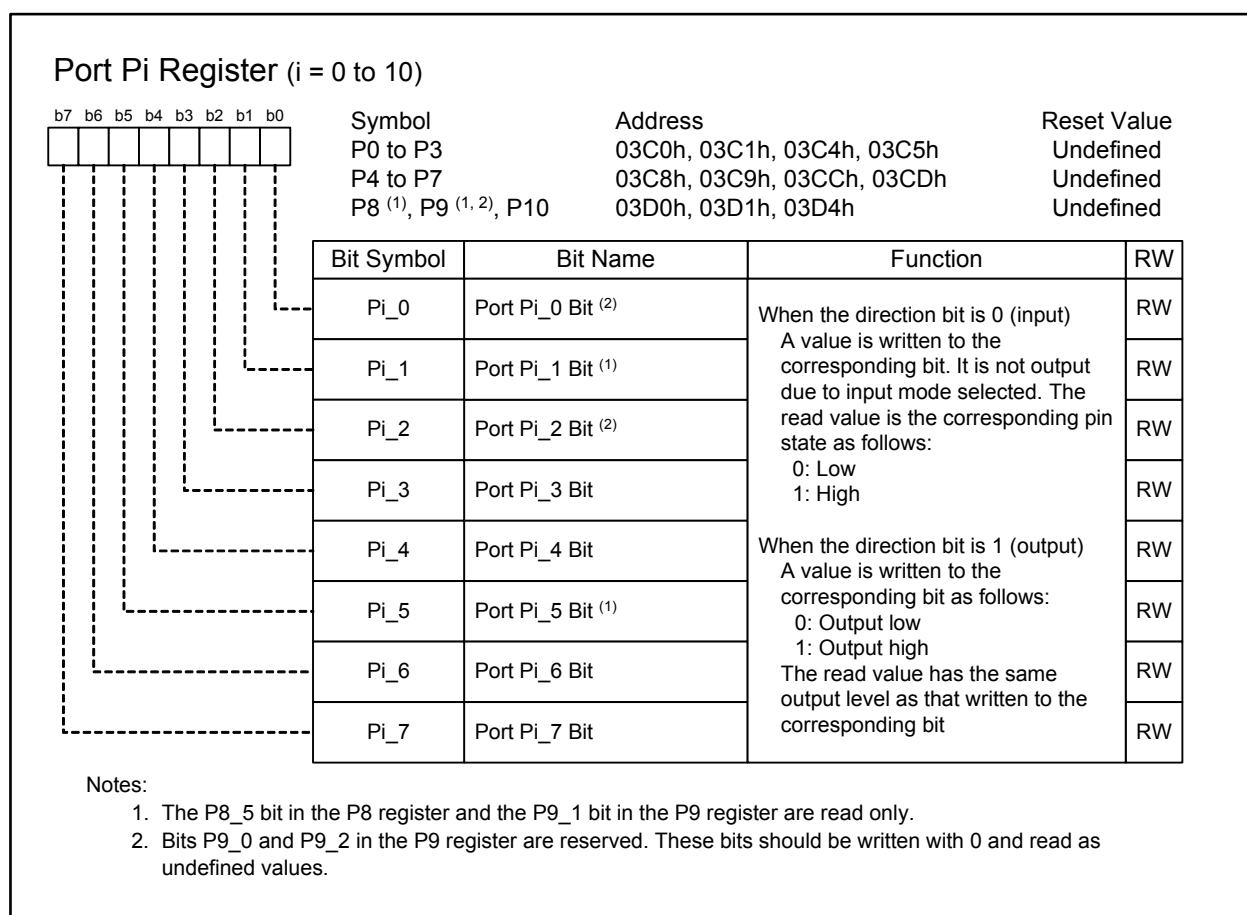 Port Pi Register (i = 0 to 10)
b7 b6 b5 b4 b3 b2 b1 b0
Symbol Address Reset Value
P0 to P3 03C0h, 03C1h, 03C4h, 03C5h Undefined
P4 to P7 03C8h, 03C9h, 03CCh, 03CDh Undefined
P8 (1), P9 (1, 2), P10 03D0h, 03D1h, 03D4h Undefined
Bit Symbol Bit Name Function RW
Pi_0 Port Pi_0 Bit (2) RW
Pi_1 Port Pi_1 Bit (1) RW
Pi_2 Port Pi_2 Bit (2) RW
Pi_3 Port Pi_3 Bit RW
Pi_4 Port Pi_4 Bit RW
Pi_5 Port Pi_5 Bit (1) RW
Pi_6 Port Pi_6 Bit RW
Pi_7 Port Pi_7 Bit RW
When the direction bit is 0 (input)
A value is written to the
corresponding bit. It is not output
due to input mode selected. The
read value is the corresponding pin
state as follows:
0: Low
1: High
When the direction bit is 1 (output)
A value is written to the
corresponding bit as follows:
0: Output low
1: Output high
The read value has the same
output level as that written to the
corresponding bit
Notes:
1. The P8_5 bit in the P8 register and the P9_1 bit in the P9 register are read only.
2. Bits P9_0 and P9_2 in the P9 register are reserved. These bits should be written with 0 and read as
undefined values.